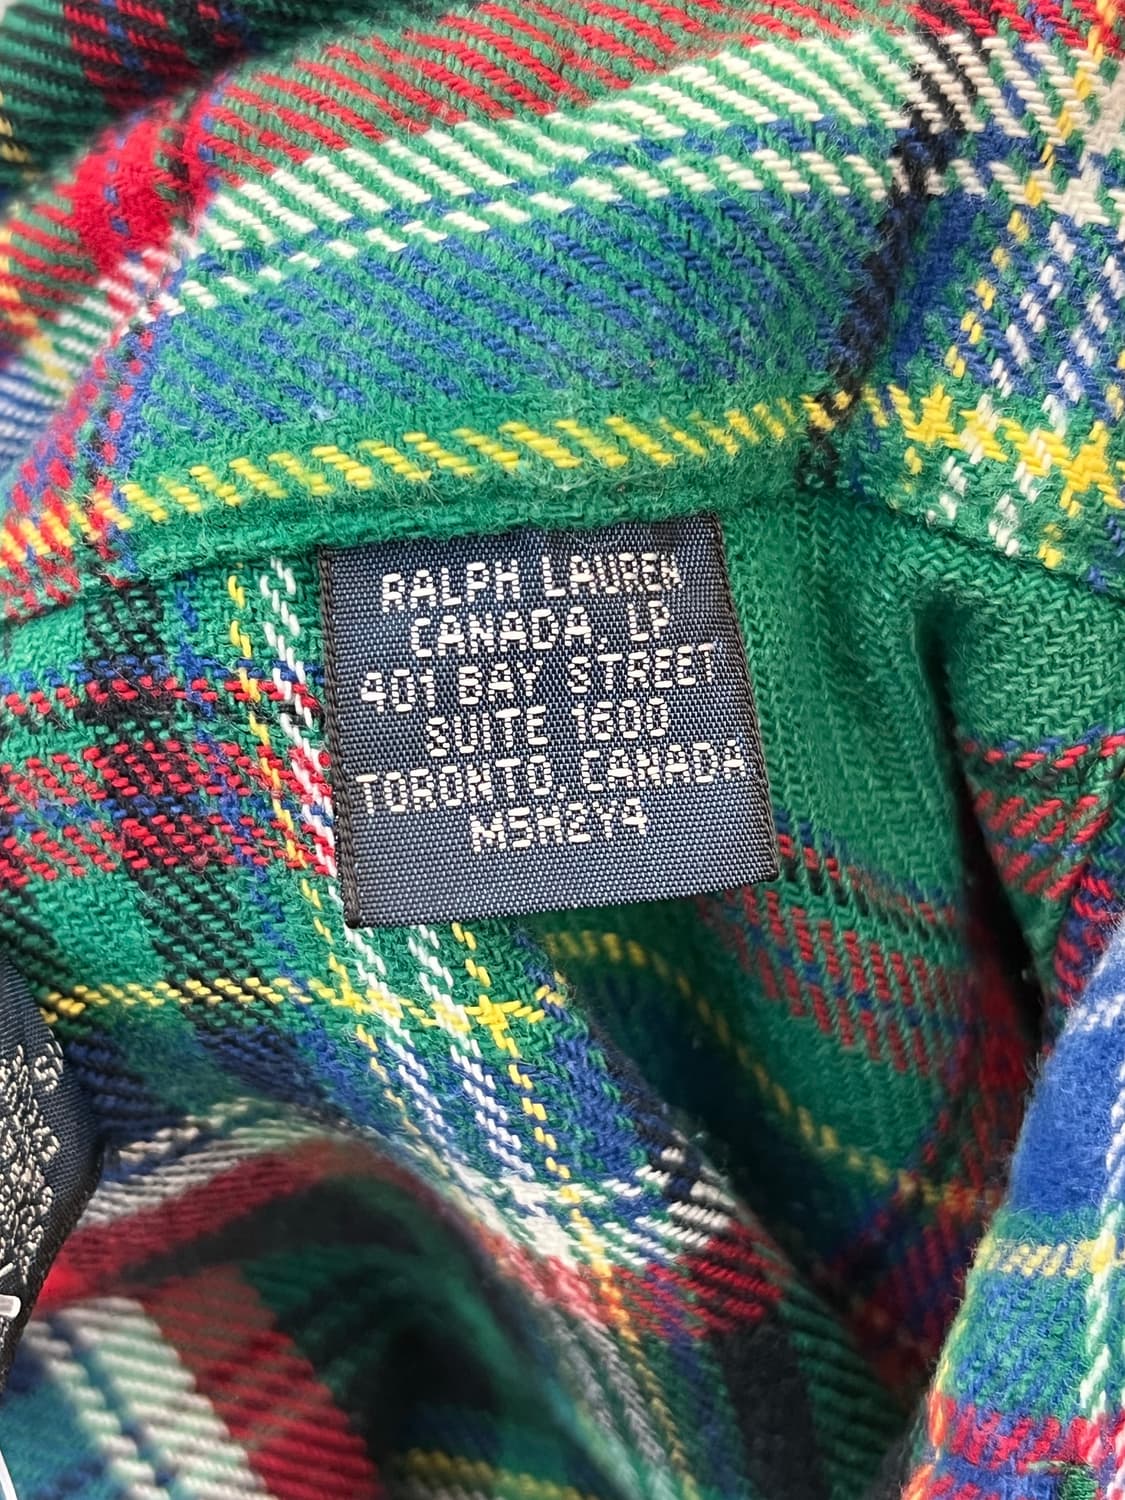 RALPH LAUREN
CANADA, LP
401 BAY STREET
SUITE 1600
TORONTO, CANADA
M5H2Y4